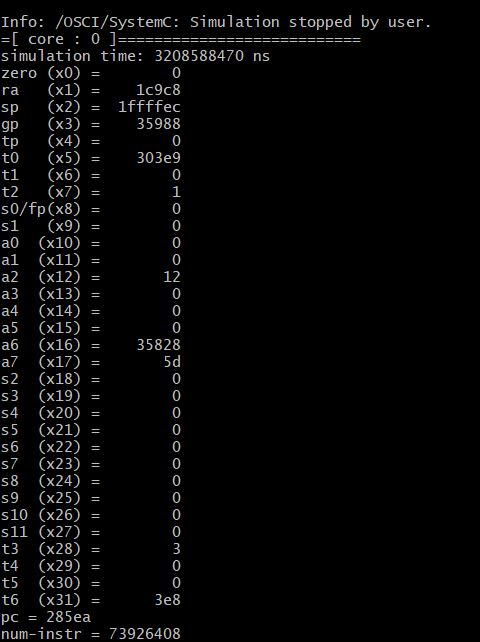 Info: /OSCI/SystemC: Simulation stopped by user.
=[ core : 0 ]===========================
simulation time: 3208588470 ns
zero (x0) =        0
ra   (x1) =    1c9c8
sp   (x2) =  1ffffec
gp   (x3) =    35988
tp   (x4) =        0
t0   (x5) =    303e9
t1   (x6) =        0
t2   (x7) =        1
s0/fp(x8) =        0
s1   (x9) =        0
a0  (x10) =        0
a1  (x11) =        0
a2  (x12) =       12
a3  (x13) =        0
a4  (x14) =        0
a5  (x15) =        0
a6  (x16) =    35828
a7  (x17) =       5d
s2  (x18) =        0
s3  (x19) =        0
s4  (x20) =        0
s5  (x21) =        0
s6  (x22) =        0
s7  (x23) =        0
s8  (x24) =        0
s9  (x25) =        0
s10 (x26) =        0
s11 (x27) =        0
t3  (x28) =        3
t4  (x29) =        0
t5  (x30) =        0
t6  (x31) =      3e8
pc = 285ea
num-instr = 73926408